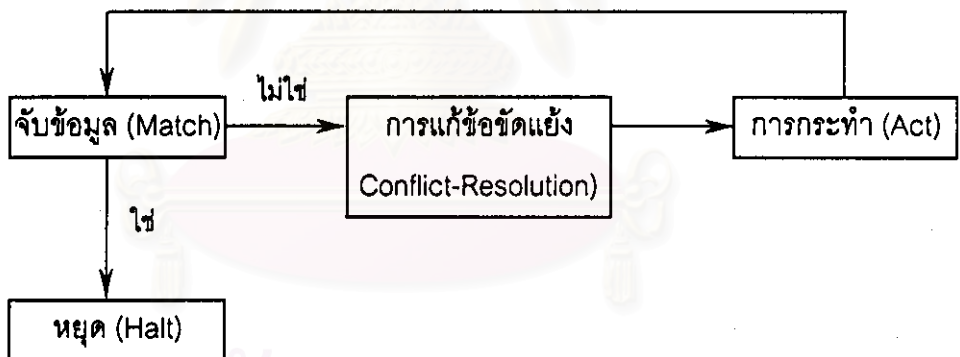 ไม่ใช่
จับข้อมูล (Match)
การแก้ข้อขัดแย้ง
Conflict-Resolution)
การกระทำ (Act)
ใช่
หยุด (Halt)